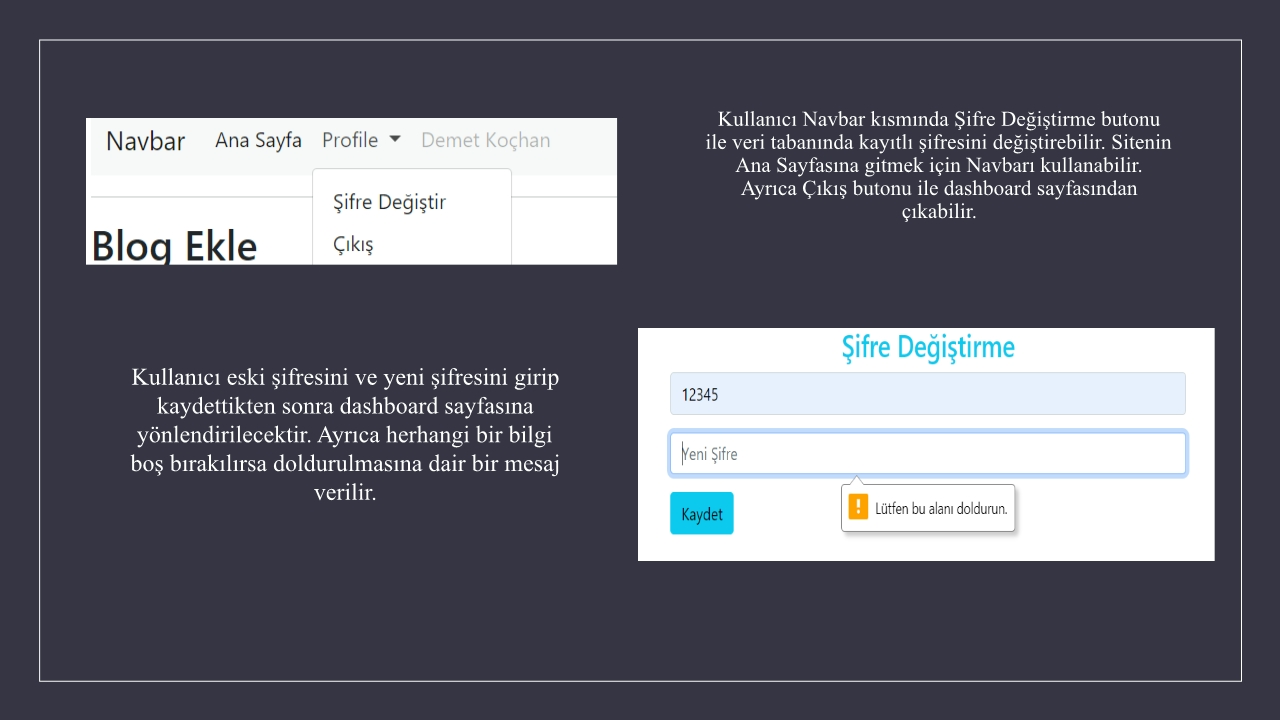 Navbar Ana Sayfa Profile Demet Koçhan
Şifre Değiştir
Çıkış
Blog Ekle
Kullanıcı Navbar kısmında Şifre Değiştirme butonu
ile veri tabanında kayıtlı şifresini değiştirebilir. Sitenin
Ana Sayfasına gitmek için Navbarı kullanabilir.
Ayrıca Çıkış butonu ile dashboard sayfasından
çıkabilir.
Kullanıcı eski şifresini ve yeni şifresini girip
kaydettikten sonra dashboard sayfasına
yönlendirilecektir. Ayrıca herhangi bir bilgi
boş bırakılırsa doldurulmasına dair bir mesaj
verilir.
Şifre Değiştirme
12345
Yeni Şifre
Lütfen bu alanı doldurun.
Kaydet